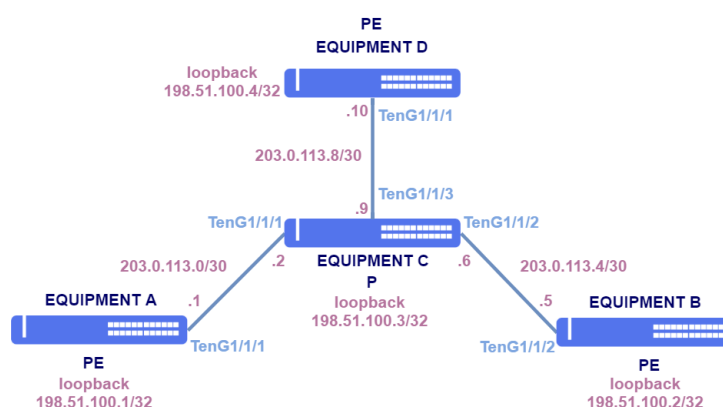 PE
EQUIPMENT D
loopback
198.51.100.4/32
.10
TenG1/1/1
203.0.113.8/30
TenG1/1/3
.9
TenG1/1/1
TenG1/1/2
.2
EQUIPMENT C
.6
P
203.0.113.0/30
203.0.113.4/30
loopback
198.51.100.3/32
EQUIPMENT A
.1
.5
EQUIPMENT B
TenG1/1/1
TenG1/1/2
PE
loopback
198.51.100.1/32
PE
loopback
198.51.100.2/32